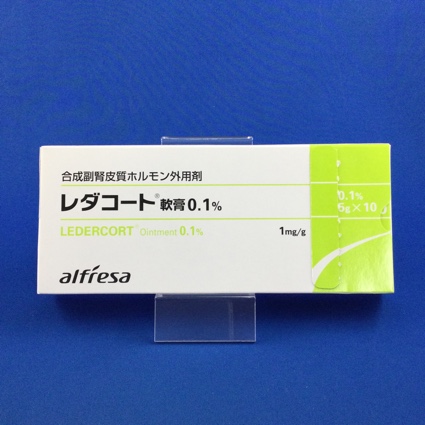 合成副腎皮質ホルモン外用剤
レダコート® 軟膏 0.1%
LEDERCORT® Ointment 0.1%
1mg/g
0.1%
5g×10
alfresa